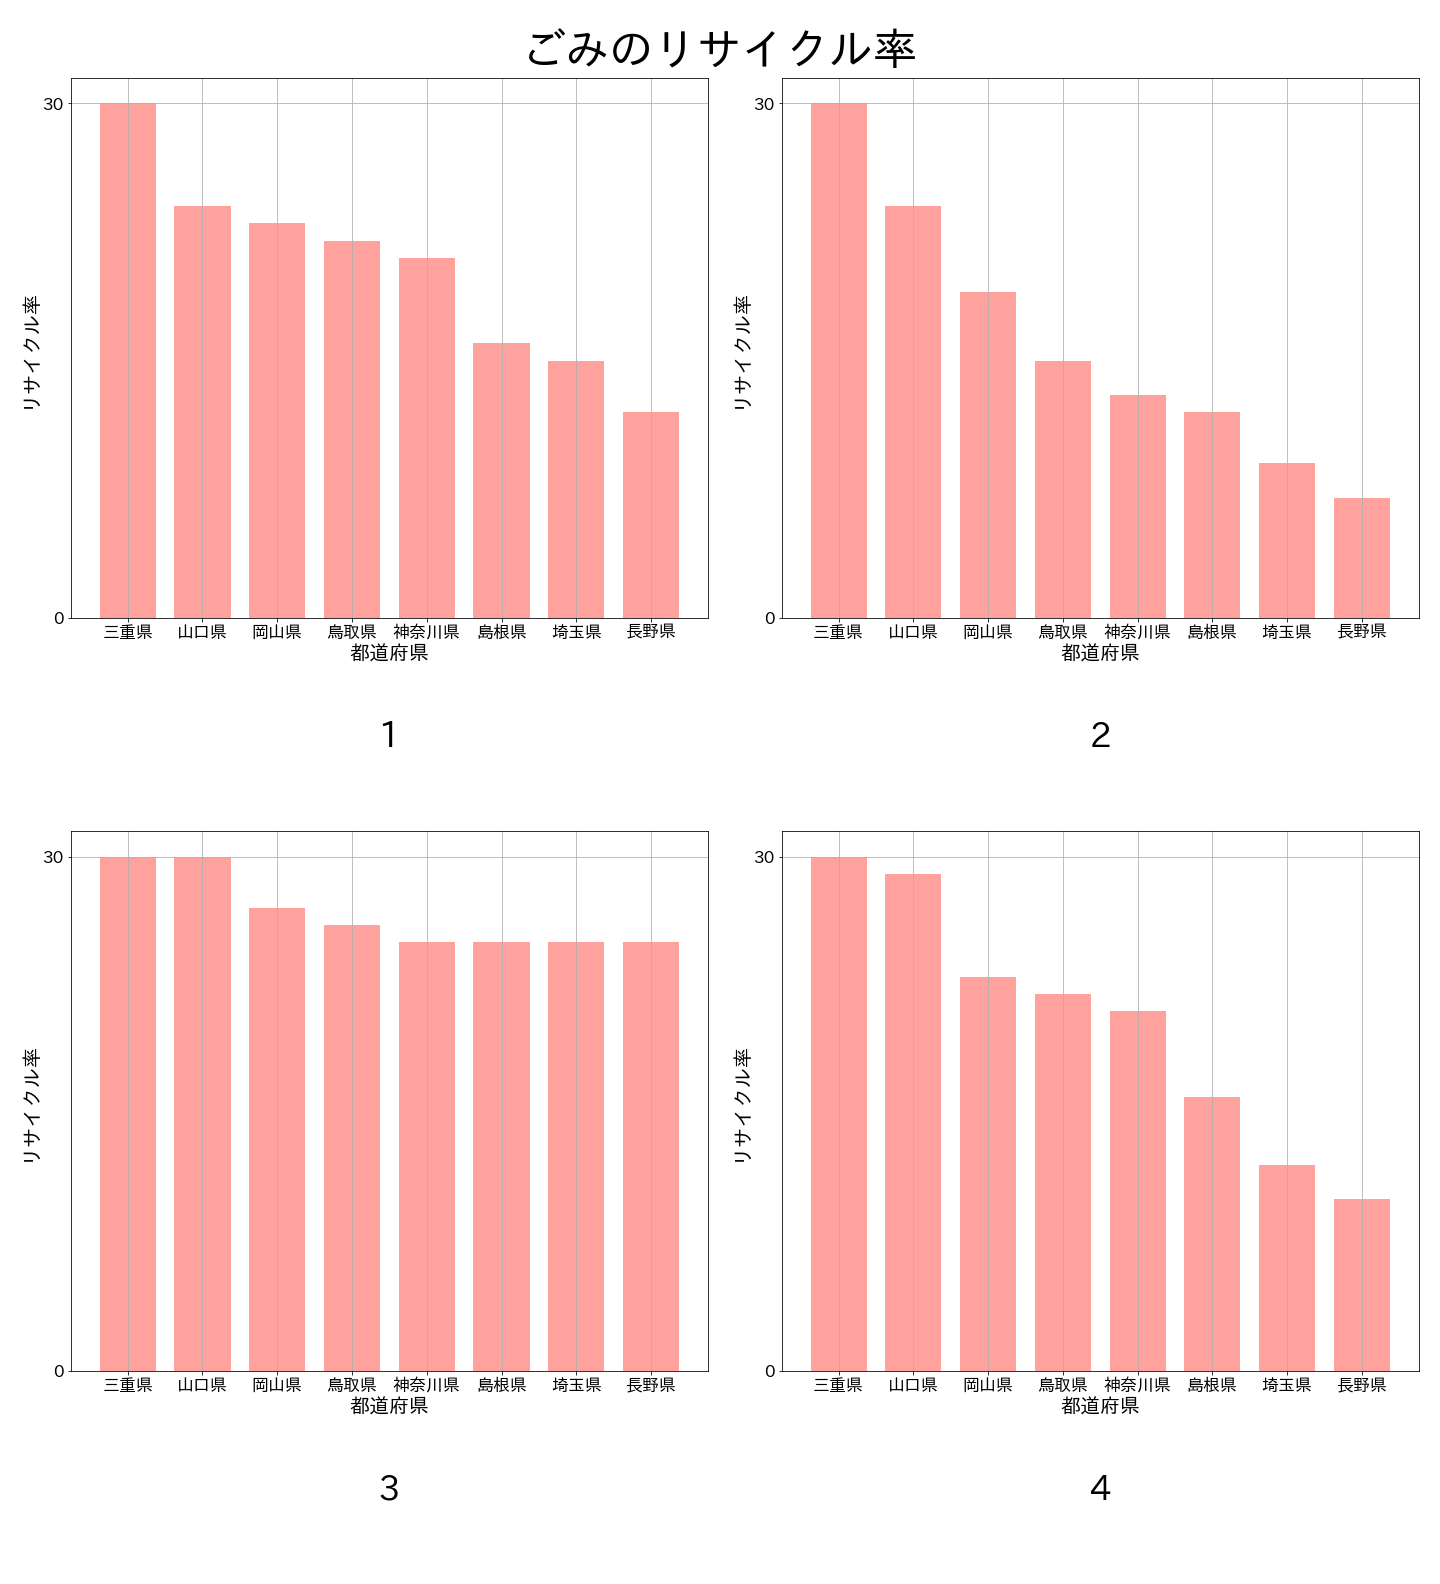 ごみのリサイクル率
30
0
リサイクル率
三重県 山口県 岡山県 鳥取県 神奈川県 島根県 埼玉県 長野県
都道府県
1
30
0
リサイクル率
三重県 山口県 岡山県 鳥取県 神奈川県 島根県 埼玉県 長野県
都道府県
2
30
0
リサイクル率
三重県 山口県 岡山県 鳥取県 神奈川県 島根県 埼玉県 長野県
都道府県
3
30
0
リサイクル率
三重県 山口県 岡山県 鳥取県 神奈川県 島根県 埼玉県 長野県
都道府県
4